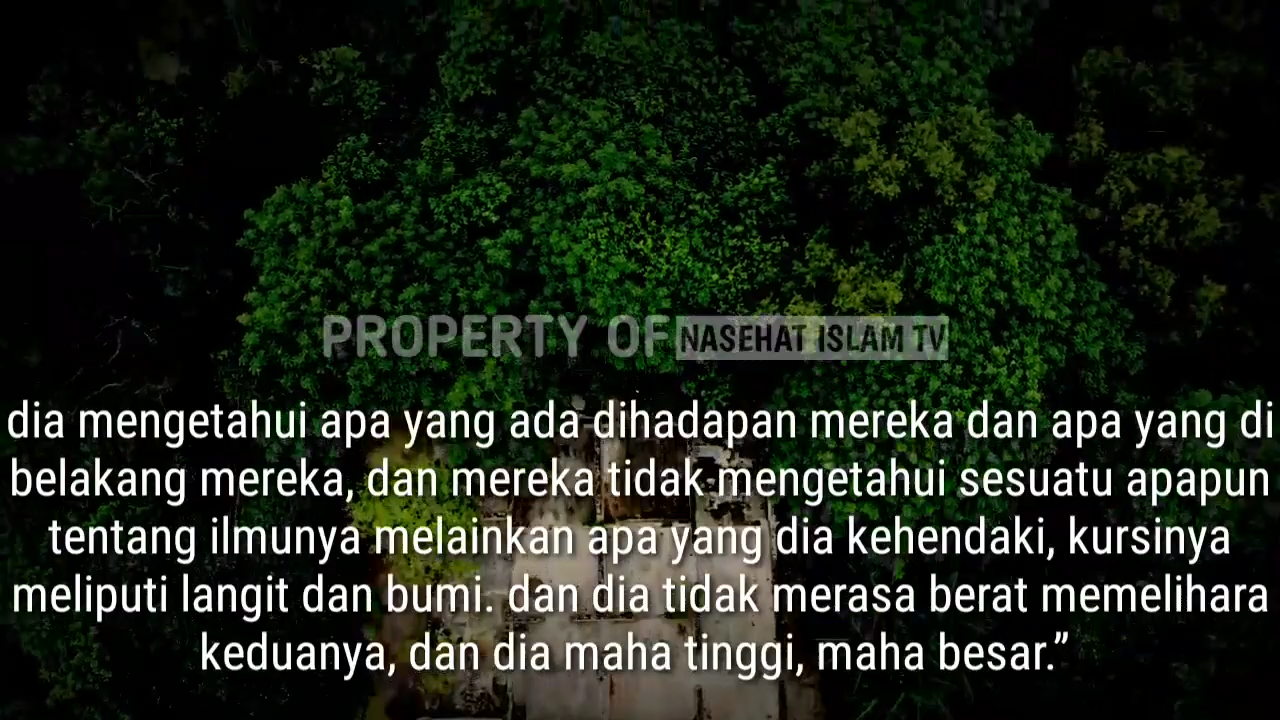 PROPERTY OF NASEHAT ISLAM TV
dia mengetahui apa yang ada dihadapan mereka dan apa yang di
belakang mereka, dan mereka tidak mengetahui sesuatu apapun
tentang ilmunya melainkan apa yang dia kehendaki, kursinya
meliputi langit dan bumi. dan dia tidak merasa berat memelihara
keduanya, dan dia maha tinggi, maha besar.”